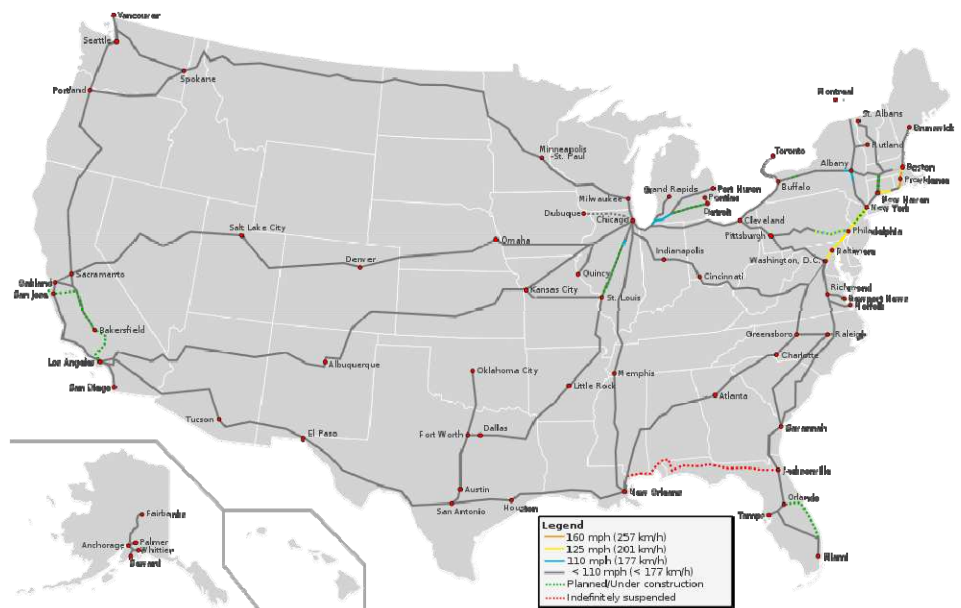 Vancouver
Seattle
Spokane
Portland
Montreal
St. Albans
Brunswick
Rutland
Toronto
Albany
Boston
Providence
Buffalo
New Haven
New York
Minneapolis
-St. Paul
Grand Rapids
Port Huron
Pontiac
Detroit
Milwaukee
Dubuque
Chicago
Cleveland
Pittsburgh
Philadelphia
Baltimore
Washington, D.C.
Salt Lake City
Omaha
Denver
Indianapolis
Quincy
Cincinnati
Sacramento
Oakland
San Jose
Kansas City
St. Louis
Richmond
Newport News
Norfolk
Bakersfield
Greensboro
Raleigh
Charlotte
Los Angeles
Albuquerque
Oklahoma City
Memphis
San Diego
Little Rock
Atlanta
Tucson
El Paso
Fort Worth
Dallas
Savannah
Jacksonville
Austin
New Orleans
San Antonio
Houston
Orlando
Tampa
Miami
Fairbanks
Anchorage
Palmer
Whittier
Seward
Legend
160 mph (257 km/h)
125 mph (201 km/h)
110 mph (177 km/h)
< 110 mph (< 177 km/h)
Planned/Under construction
Indefinitely suspended